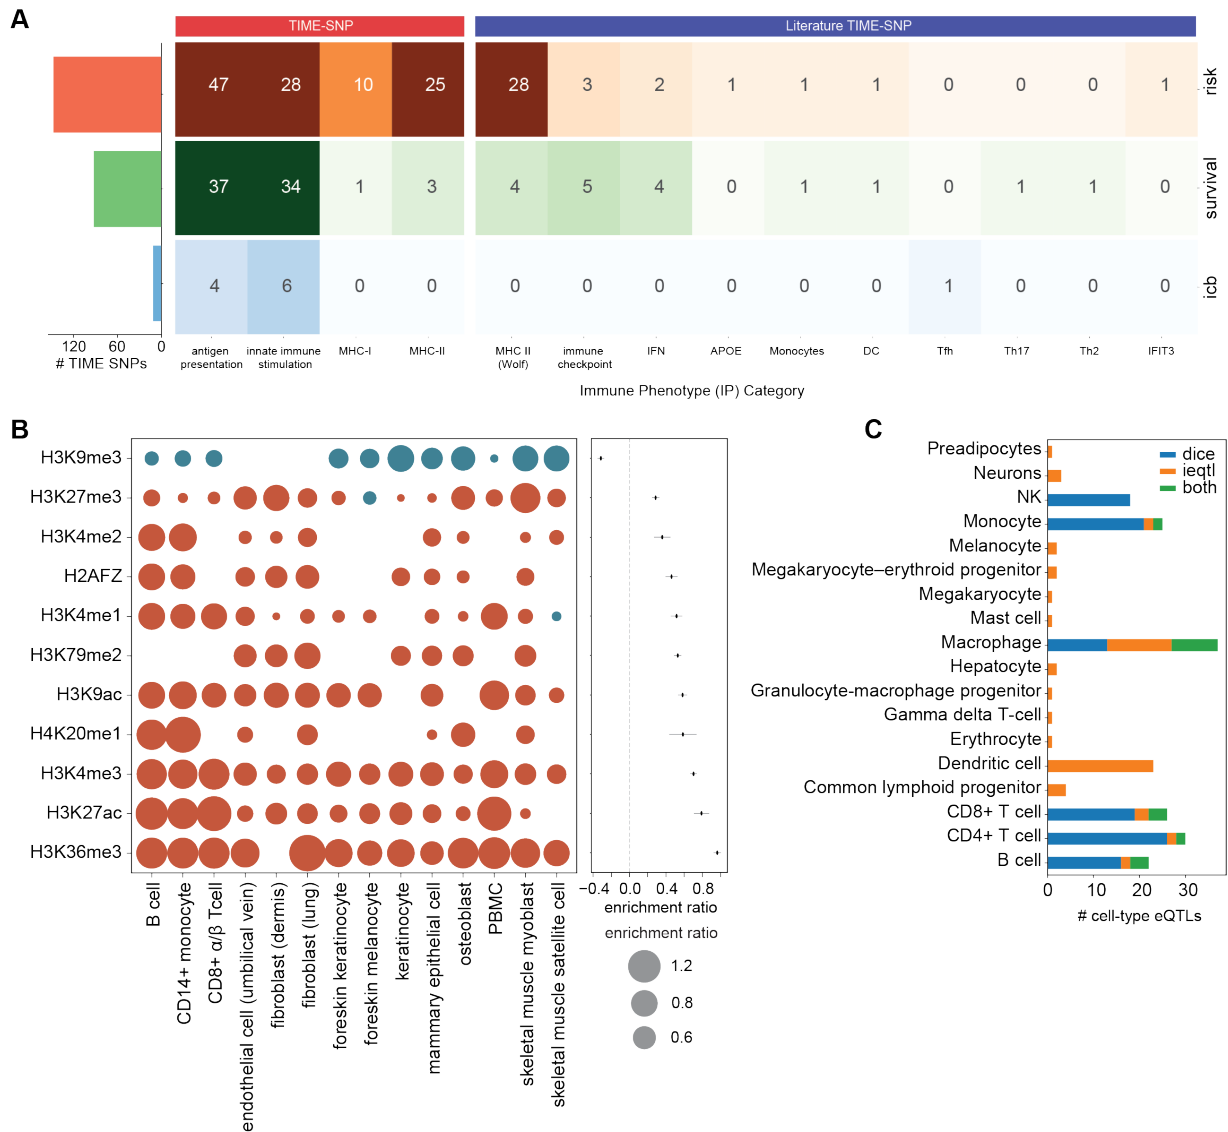 A
TIME-SNP
Literature TIME-SNP
47 28 10 25 28 3 2 1 1 1 0 0 0 1
risk
37 34 1 3 4 5 4 0 1 1 0 1 1 0
survival
4 6 0 0 0 0 0 0 0 0 1 0 0 0
icb
120 60 0
# TIME SNPs
antigen presentation
innate immune stimulation
MHC-I
MHC-II
MHC II (Wolf)
immune checkpoint
IFN
APOE
Monocytes
DC
Tfh
Th17
Th2
IFIT3
Immune Phenotype (IP) Category
B
H3K9me3
H3K27me3
H3K4me2
H2AFZ
H3K4me1
H3K79me2
H3K9ac
H4K20me1
H3K4me3
H3K27ac
H3K36me3
B cell
CD14+ monocyte
CD8+ α/β Tcell
endothelial cell (umbilical vein)
fibroblast (dermis)
fibroblast (lung)
foreskin keratinocyte
foreskin melanocyte
keratinocyte
mammary epithelial cell
osteoblast
PBMC
skeletal muscle myoblast
skeletal muscle satellite cell
−0.4 0.0 0.4 0.8
enrichment ratio
enrichment ratio
1.2
0.8
0.6
C
dice
ieqtl
both
Preadipocytes
Neurons
NK
Monocyte
Melanocyte
Megakaryocyte–erythroid progenitor
Megakaryocyte
Mast cell
Macrophage
Hepatocyte
Granulocyte-macrophage progenitor
Gamma delta T-cell
Erythrocyte
Dendritic cell
Common lymphoid progenitor
CD8+ T cell
CD4+ T cell
B cell
0 10 20 30
# cell-type eQTLs